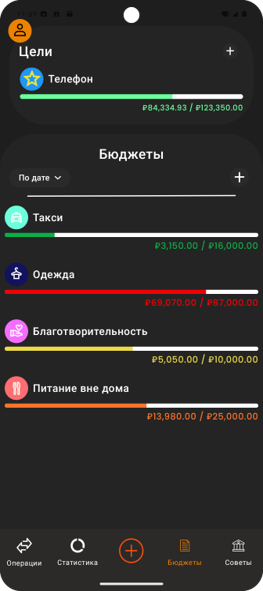 Цели
+
Телефон
₽84,334.93 / ₽123,350.00
Бюджеты
По дате
+
Такси
₽3,150.00 / ₽16,000.00
Одежда
₽69,070.00 / ₽87,000.00
Благотворительность
₽5,050.00 / ₽10,000.00
Питание вне дома
₽13,980.00 / ₽25,000.00
Операции
Статистика
Бюджеты
Советы